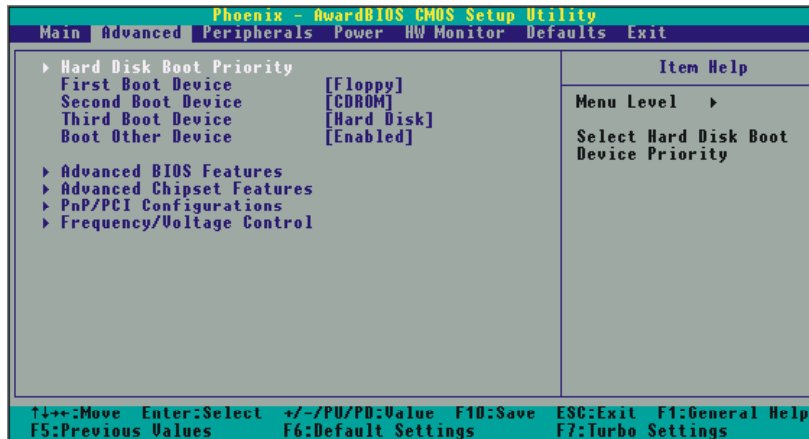 Phoenix - AwardBIOS CMOS Setup Utility
Main Advanced Peripherals Power HW Monitor Defaults Exit
▸ Hard Disk Boot Priority
First Boot Device [Floppy]
Second Boot Device [CDROM]
Third Boot Device [Hard Disk]
Boot Other Device [Enabled]
▸ Advanced BIOS Features
▸ Advanced Chipset Features
▸ PnP/PCI Configurations
▸ Frequency/Voltage Control
Item Help
Menu Level ▸
Select Hard Disk Boot
Device Priority
↑↓→←:Move Enter:Select +/-/PU/PD:Value F10:Save ESC:Exit F1:General Help
F5:Previous Values F6:Default Settings F7:Turbo Settings